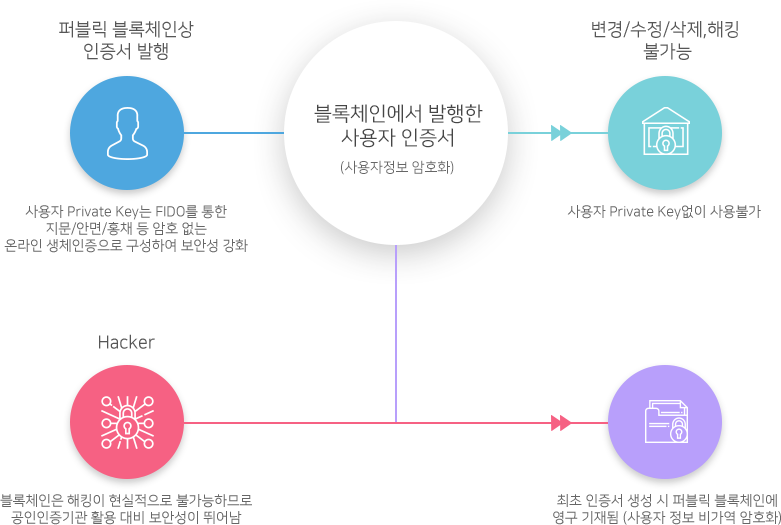 퍼블릭 블록체인상
인증서 발행
블록체인에서 발행한
사용자 인증서
(사용자정보 암호화)
변경/수정/삭제,해킹
불가능
사용자 Private Key는 FIDO를 통한
지문/안면/홍채 등 암호 없는
온라인 생체인증으로 구성하여 보안성 강화
사용자 Private Key없이 사용불가
Hacker
블록체인은 해킹이 현실적으로 불가능하므로
공인인증기관 활용 대비 보안성이 뛰어남
최초 인증서 생성 시 퍼블릭 블록체인에
영구 기재됨 (사용자 정보 비가역 암호화)